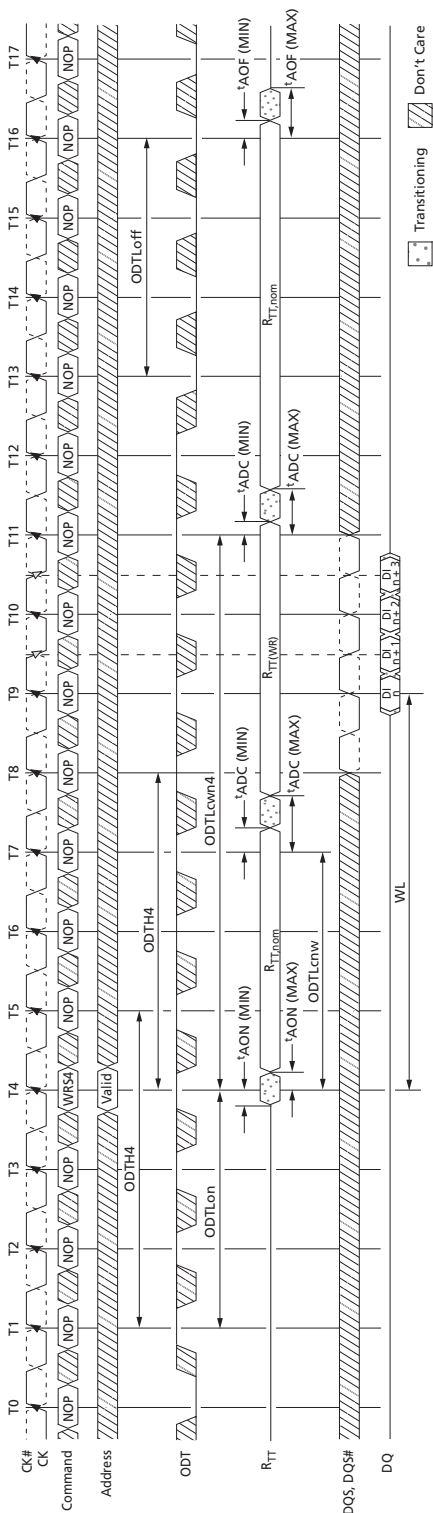 T0 T1 T2 T3 T4 T5 T6 T7 T8 T9 T10 T11 T12 T13 T14 T15 T16 T17
CK#
CK
Command NOP NOP NOP NOP WRS4 NOP NOP NOP NOP NOP NOP NOP NOP NOP NOP NOP NOP NOP
Address Valid
ODTH4 ODTH4 ODTLoff
ODT
ODTLon ODTLcwn4
tAON (MIN) tADC (MIN) tADC (MIN) tAOF (MIN)
RTT RTT,nom RTT(WR) RTT,nom
tAON (MAX) tADC (MAX) tADC (MAX) tAOF (MAX)
ODTLcnw
DQS, DQS#
DQ DI n DI n + 1 DI n + 2 DI n + 3
WL
Transitioning Don't Care